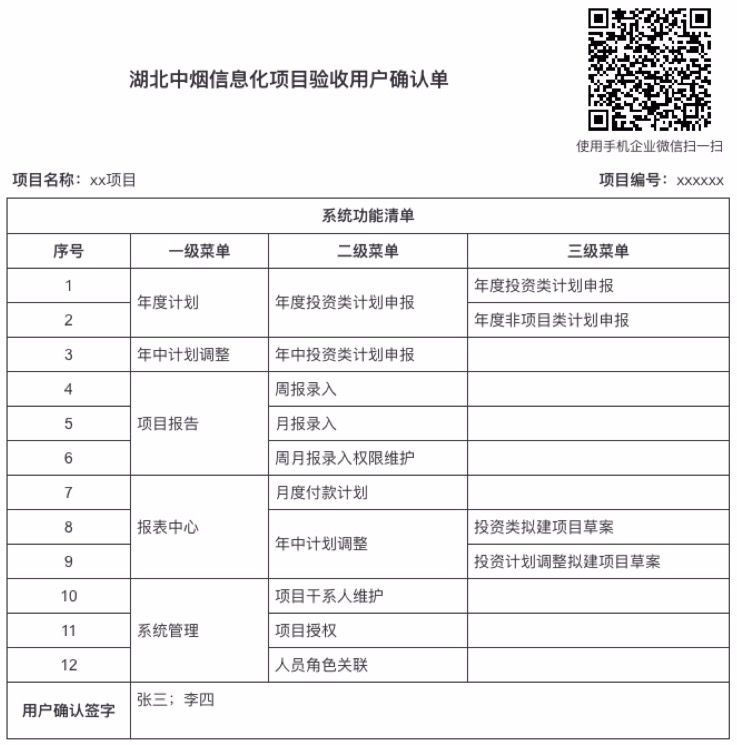 湖北中烟信息化项目验收用户确认单
使用手机企业微信扫一扫
项目名称：xx项目 项目编号：xxxxxx
系统功能清单
序号 一级菜单 二级菜单 三级菜单
1 年度计划 年度投资类计划申报 年度投资类计划申报
2 年度非项目类计划申报
3 年中计划调整 年中投资类计划申报
4 项目报告 周报录入
5 月报录入
6 周月报录入权限维护
7 报表中心 月度付款计划
8 年中计划调整 投资类拟建项目草案
9 投资计划调整拟建项目草案
10 系统管理 项目干系人维护
11 项目授权
12 人员角色关联
用户确认签字 张三；李四